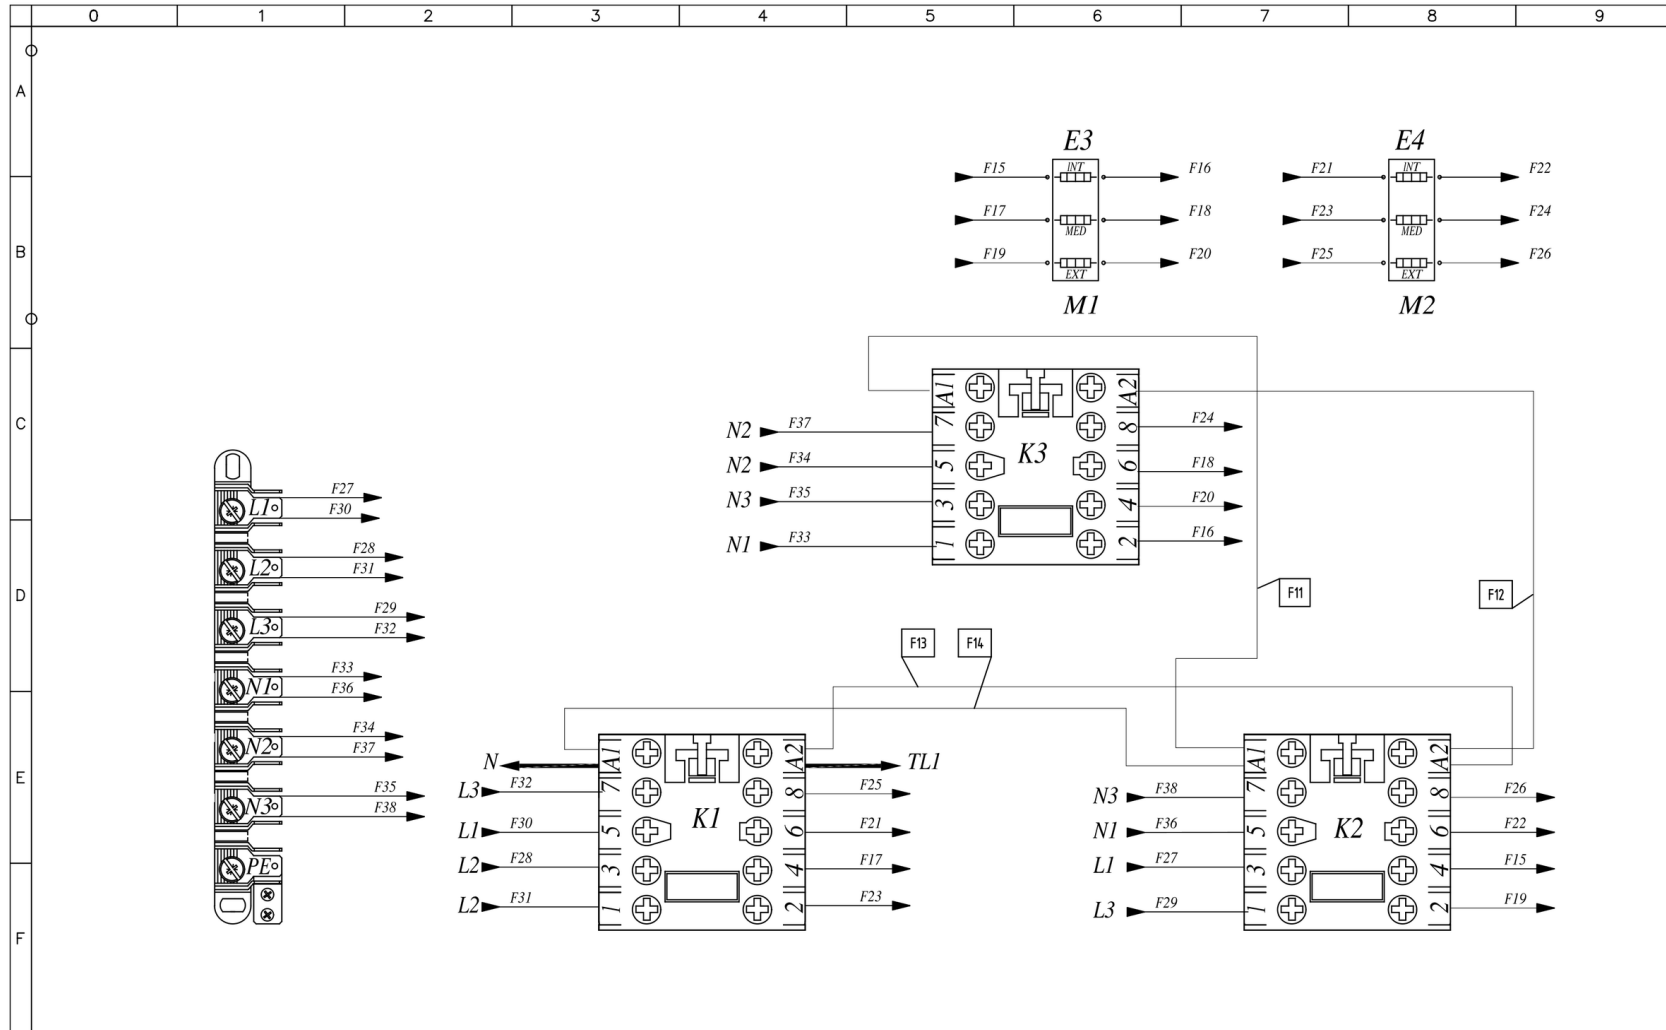 0 1 2 3 4 5 6 7 8 9
A
B
C
D
E
F
E3
F15 INT F16
F17 F18
MED
F19 F20
EXT
M1
E4
F21 INT F22
F23 F24
MED
F25 F26
EXT
M2
A1 A2
N2 F37 7 8 F24
N2 F34 5 K3 6 F18
N3 F35 3 4 F20
N1 F33 1 2 F16
F27
L1
F30
F28
L2
F31
F29
L3
F32
F33
N1
F36
F34
N2
F37
F35
N3
F38
PE
F11
F12
F13
F14
N A1 A2 TL1
L3 F32 7 8 F25
L1 F30 5 K1 6 F21
L2 F28 3 4 F17
L2 F31 1 2 F23
A1 A2
N3 F38 7 8 F26
N1 F36 5 K2 6 F22
L1 F27 3 4 F15
L3 F29 1 2 F19